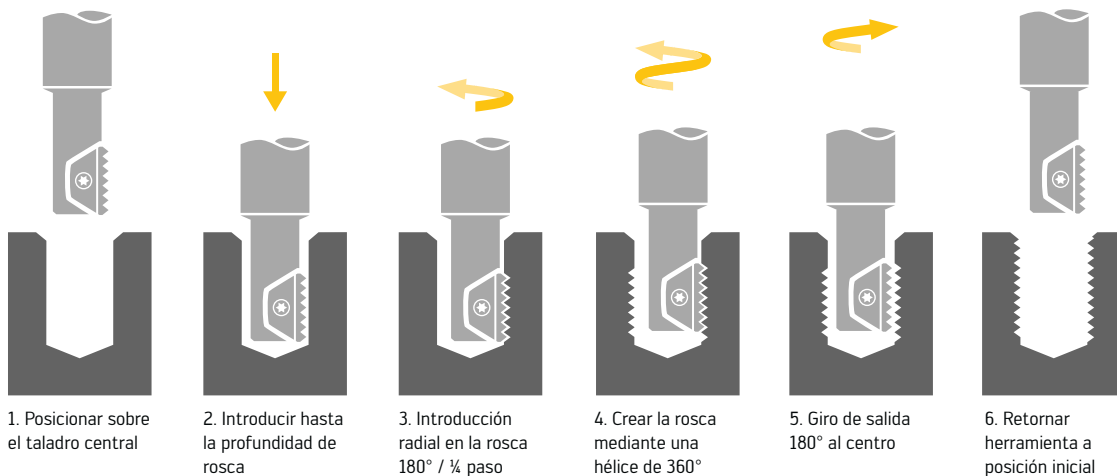 1. Posicionar sobre
el taladro central
2. Introducir hasta
la profundidad de
rosca
3. Introducción
radial en la rosca
180° / ¼ paso
4. Crear la rosca
mediante una
hélice de 360°
5. Giro de salida
180° al centro
6. Retornar
herramienta a
posición inicial